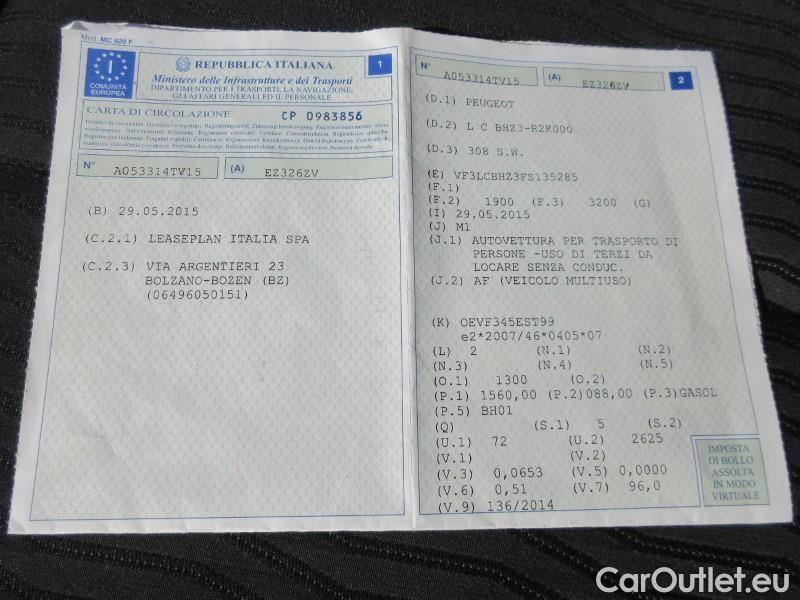 Mod. MC 820 F
I
COMUNITÀ
EUROPEA
REPUBBLICA ITALIANA
1
Ministero delle Infrastrutture e dei Trasporti
DIPARTIMENTO PER I TRASPORTI, LA NAVIGAZIONE,
GLI AFFARI GENERALI ED IL PERSONALE
CARTA DI CIRCOLAZIONE CP 0983856
N° A053314TV15 (A) EZ326ZV
(B) 29.05.2015
(C.2.1) LEASEPLAN ITALIA SPA
(C.2.3) VIA ARGENTIERI 23
BOLZANO-BOZEN (BZ)
(06496050151)
N° A053314TV15 (A) EZ326ZV 2
(D.1) PEUGEOT
(D.2) L C BHZ3-R2K000
(D.3) 308 S.W.
(E) VF3LCBHZ3FS135285
(F.1)
(F.2) 1900 (F.3) 3200 (G)
(I) 29.05.2015
(J) M1
(J.1) AUTOVETTURA PER TRASPORTO DI
PERSONE -USO DI TERZI DA
LOCARE SENZA CONDUC.
(J.2) AF (VEICOLO MULTIUSO)
(K) OEVF345EST99
e2*2007/46*0405*07
(L) 2 (N.1) (N.2)
(N.3) (N.4) (N.5)
(O.1) 1300 (O.2)
(P.1) 1560,00 (P.2)088,00 (P.3)GASOL
(P.5) BH01
(Q) (S.1) 5 (S.2)
(U.1) 72 (U.2) 2625
(V.1) (V.2)
(V.3) 0,0653 (V.5) 0,0000
(V.6) 0,51 (V.7) 96,0
(V.9) 136/2014
IMPOSTA
DI BOLLO
ASSOLTA
IN MODO
VIRTUALE
CarOutlet.eu